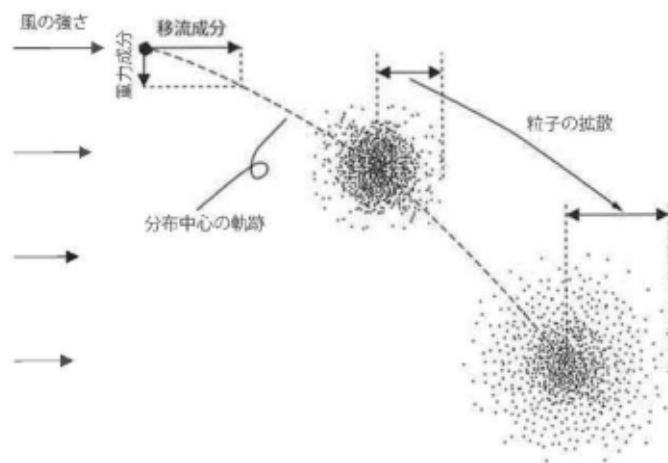 風の強さ
移流成分
重力成分
粒子の拡散
分布中心の軌跡